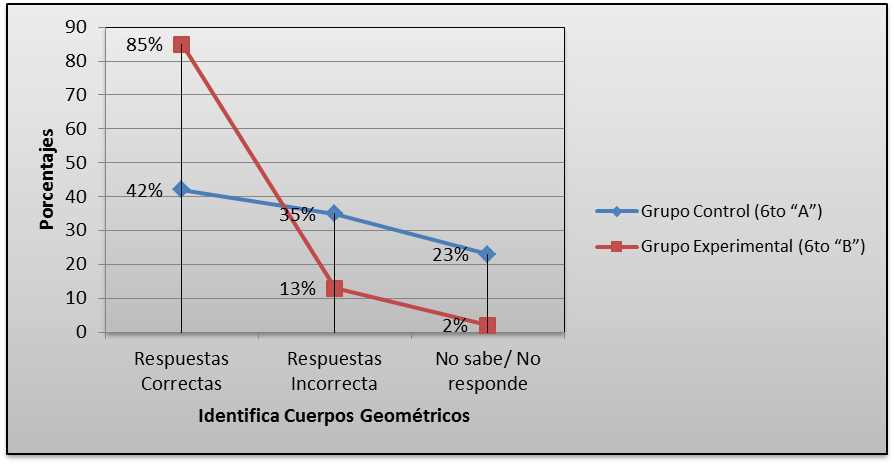 90
80
70
60
50
40
30
20
10
0
Porcentajes
85%
42%
35%
13%
23%
2%
Respuestas
Correctas
Respuestas
Incorrecta
No sabe/ No
responde
Identifica Cuerpos Geométricos
Grupo Control (6to “A”)
Grupo Experimental (6to “B”)